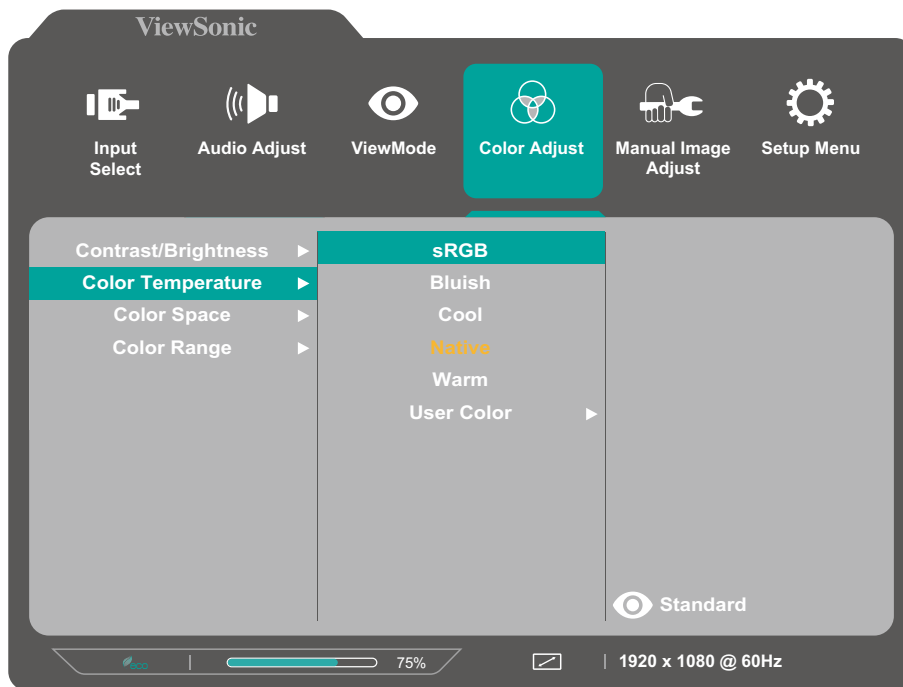 ViewSonic
Input Select
Audio Adjust
ViewMode
Color Adjust
Manual Image Adjust
Setup Menu
Contrast/Brightness
sRGB
Color Temperature
Bluish
Color Space
Cool
Color Range
Native
Warm
User Color
Standard
eco
75%
1920 x 1080 @ 60Hz